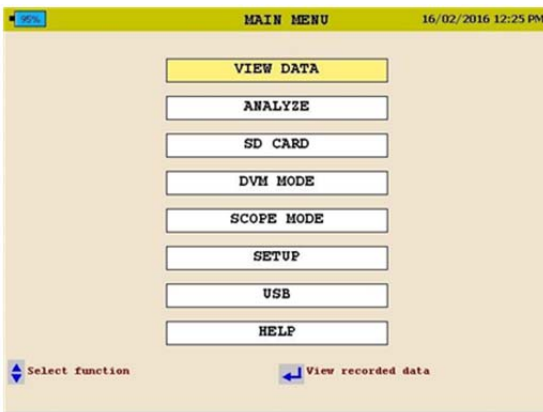 95% MAIN MENU 16/02/2016 12:25 PM
VIEW DATA
ANALYZE
SD CARD
DVM MODE
SCOPE MODE
SETUP
USB
HELP
Select function View recorded data